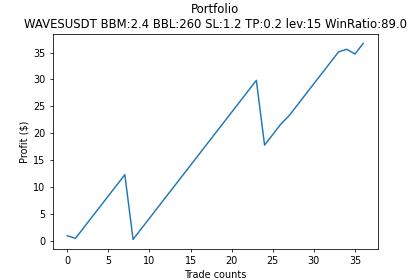 Portfolio
WAVESUSDT BBM:2.4 BBL:260 SL:1.2 TP:0.2 lev:15 WinRatio:89.0
Profit ($)
35
30
25
20
15
10
5
0
0 5 10 15 20 25 30 35
Trade counts